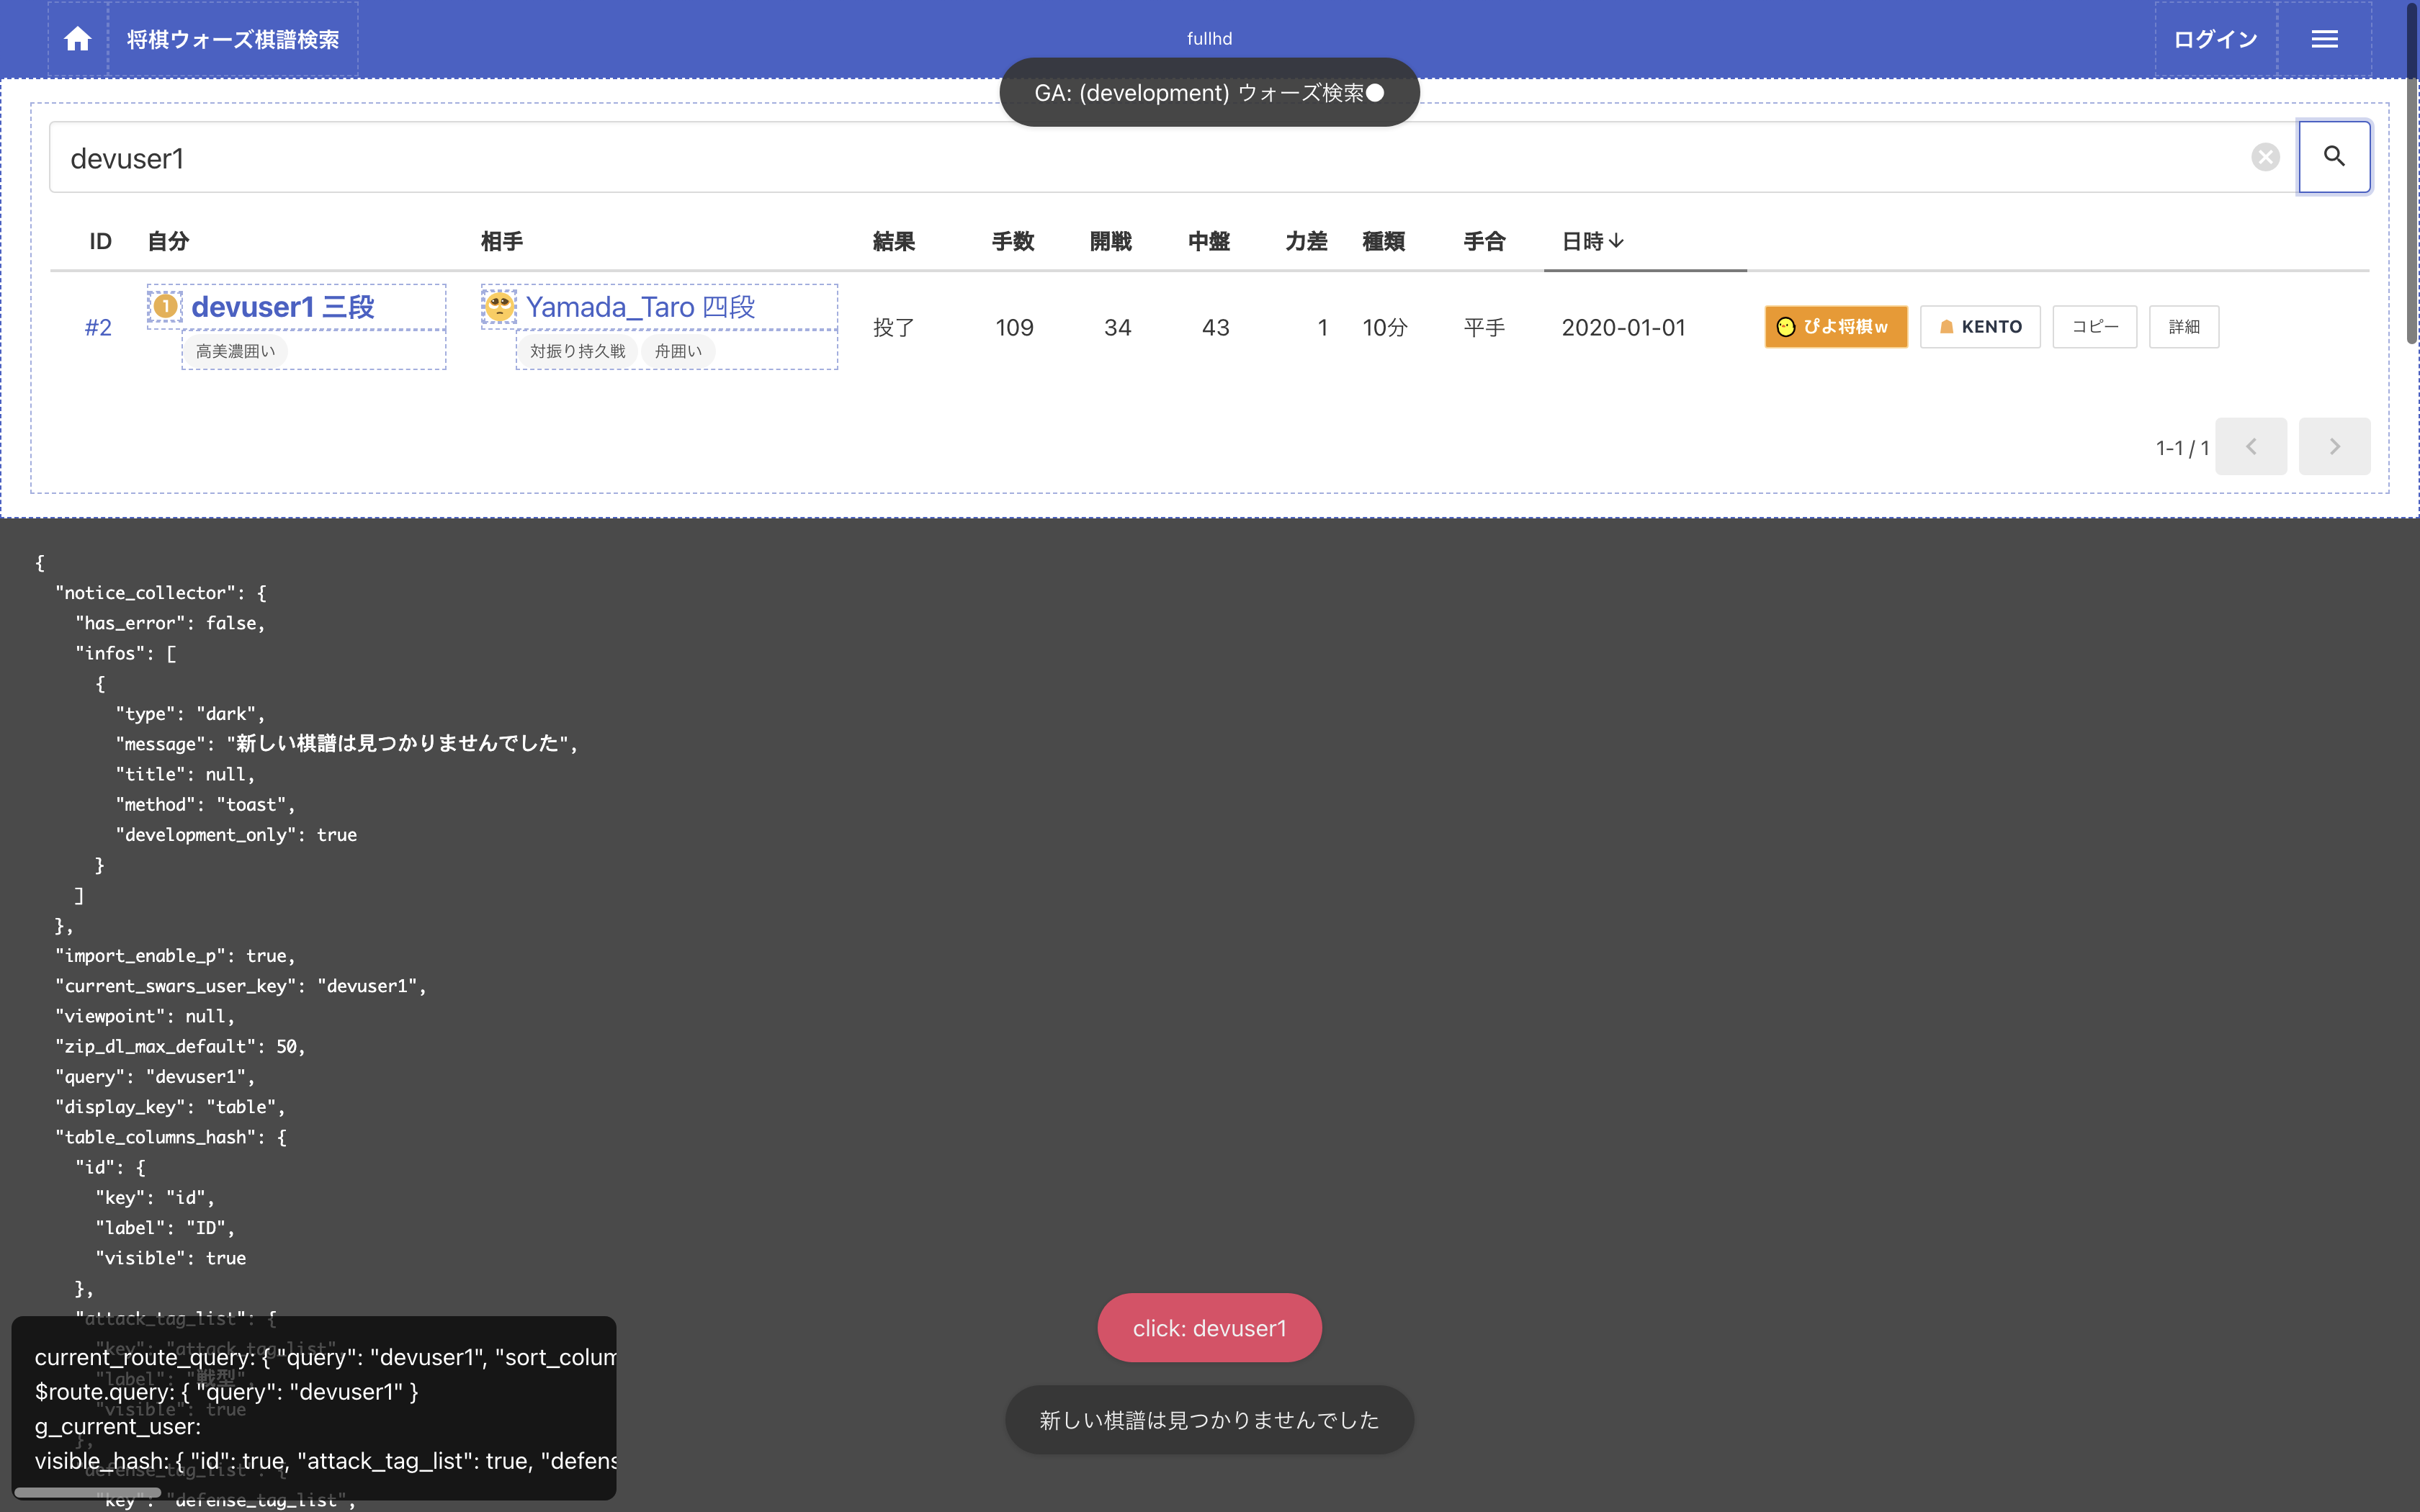 将棋ウォーズ棋譜検索
fullhd
ログイン
GA: (development) ウォーズ検索●
devuser1
ID 自分 相手 結果 手数 開戦 中盤 力差 種類 手合 日時↓
#2 1 devuser1 三段 Yamada_Taro 四段 投了 109 34 43 1 10分 平手 2020-01-01 ぴよ将棋w KENTO コピー 詳細
高美濃囲い 対振り持久戦 舟囲い
1-1 / 1
{
"notice_collector": {
"has_error": false,
"infos": [
{
"type": "dark",
"message": "新しい棋譜は見つかりませんでした",
"title": null,
"method": "toast",
"development_only": true
}
]
},
"import_enable_p": true,
"current_swars_user_key": "devuser1",
"viewpoint": null,
"zip_dl_max_default": 50,
"query": "devuser1",
"display_key": "table",
"table_columns_hash": {
"id": {
"key": "id",
"label": "ID",
"visible": true
},
"attack_tag_list": {
"key": "attack_tag_list",
"label": "戦型",
"visible": true
},
"defense_tag_list": {
"key": "defense_tag_list",
current_route_query: { "query": "devuser1", "sort_colum
$route.query: { "query": "devuser1" }
g_current_user:
visible_hash: { "id": true, "attack_tag_list": true, "defens
click: devuser1
新しい棋譜は見つかりませんでした